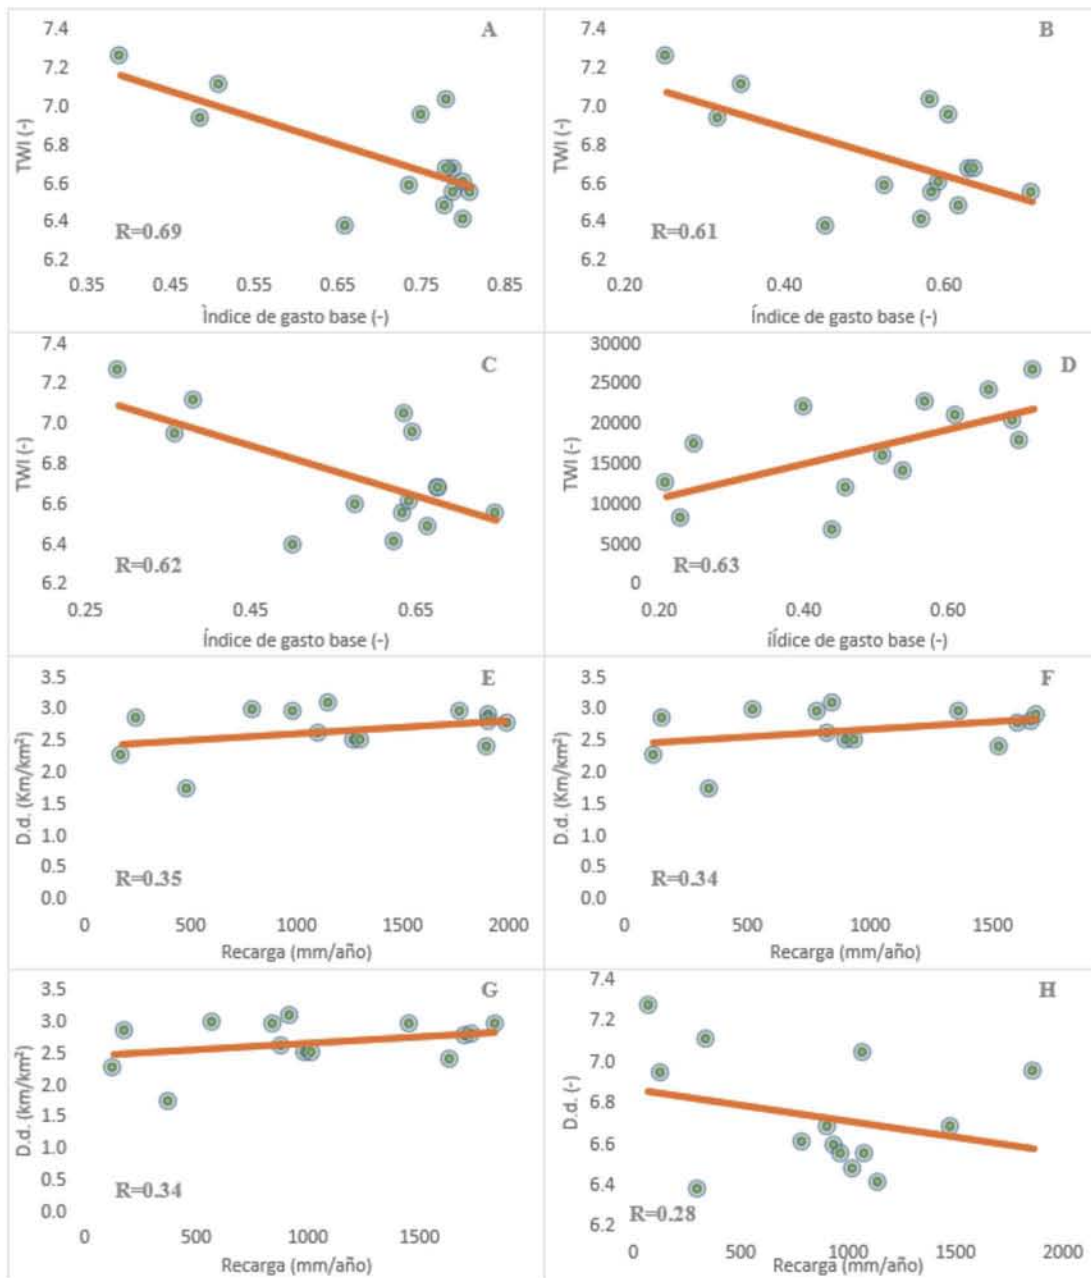 A
7.4
7.2
7.0
6.8
6.6
6.4
6.2
TWI (-)
R=0.69
0.35 0.45 0.55 0.65 0.75 0.85
Ìndice de gasto base (-)
B
7.4
7.2
7.0
6.8
6.6
6.4
6.2
TWI (-)
R=0.61
0.20 0.40 0.60
Índice de gasto base (-)
C
7.4
7.2
7.0
6.8
6.6
6.4
6.2
TWI (-)
R=0.62
0.25 0.45 0.65
Índice de gasto base (-)
D
30000
25000
20000
15000
10000
5000
0
TWI (-)
R=0.63
0.20 0.40 0.60
iÍdice de gasto base (-)
E
3.5
3.0
2.5
2.0
1.5
1.0
0.5
0.0
D.d. (Km/km²)
R=0.35
0 500 1000 1500 2000
Recarga (mm/año)
F
3.5
3.0
2.5
2.0
1.5
1.0
0.5
0.0
D.d. (Km/km²)
R=0.34
0 500 1000 1500
Recarga (mm/año)
G
3.5
3.0
2.5
2.0
1.5
1.0
0.5
0.0
D.d. (km/km²)
R=0.34
0 500 1000 1500
Recarga (mm/año)
H
7.4
7.2
7.0
6.8
6.6
6.4
6.2
D.d. (-)
R=0.28
0 500 1000 1500 2000
Recarga (mm/año)